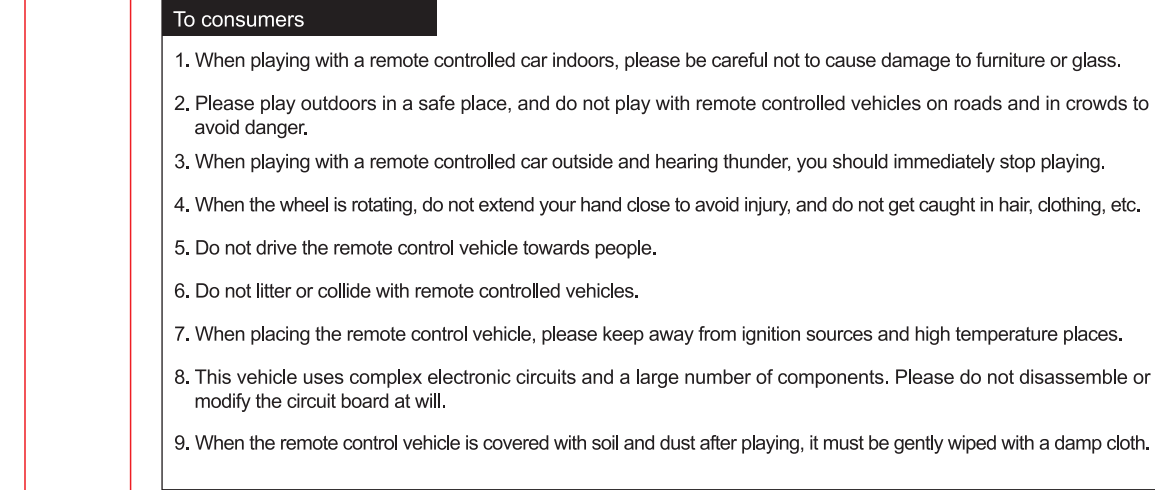 To consumers
1. When playing with a remote controlled car indoors, please be careful not to cause damage to furniture or glass.
2. Please play outdoors in a safe place, and do not play with remote controlled vehicles on roads and in crowds to
avoid danger.
3. When playing with a remote controlled car outside and hearing thunder, you should immediately stop playing.
4. When the wheel is rotating, do not extend your hand close to avoid injury, and do not get caught in hair, clothing, etc.
5. Do not drive the remote control vehicle towards people.
6. Do not litter or collide with remote controlled vehicles.
7. When placing the remote control vehicle, please keep away from ignition sources and high temperature places.
8. This vehicle uses complex electronic circuits and a large number of components. Please do not disassemble or
modify the circuit board at will.
9. When the remote control vehicle is covered with soil and dust after playing, it must be gently wiped with a damp cloth.